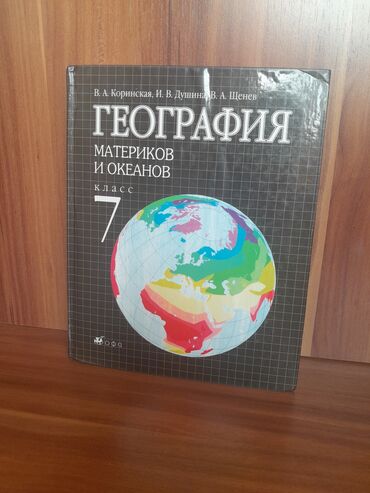 В. А. Коринская, И. В. Душина, В. А. Щенев
ГЕОГРАФИЯ
МАТЕРИКОВ
И ОКЕАНОВ
класс
7